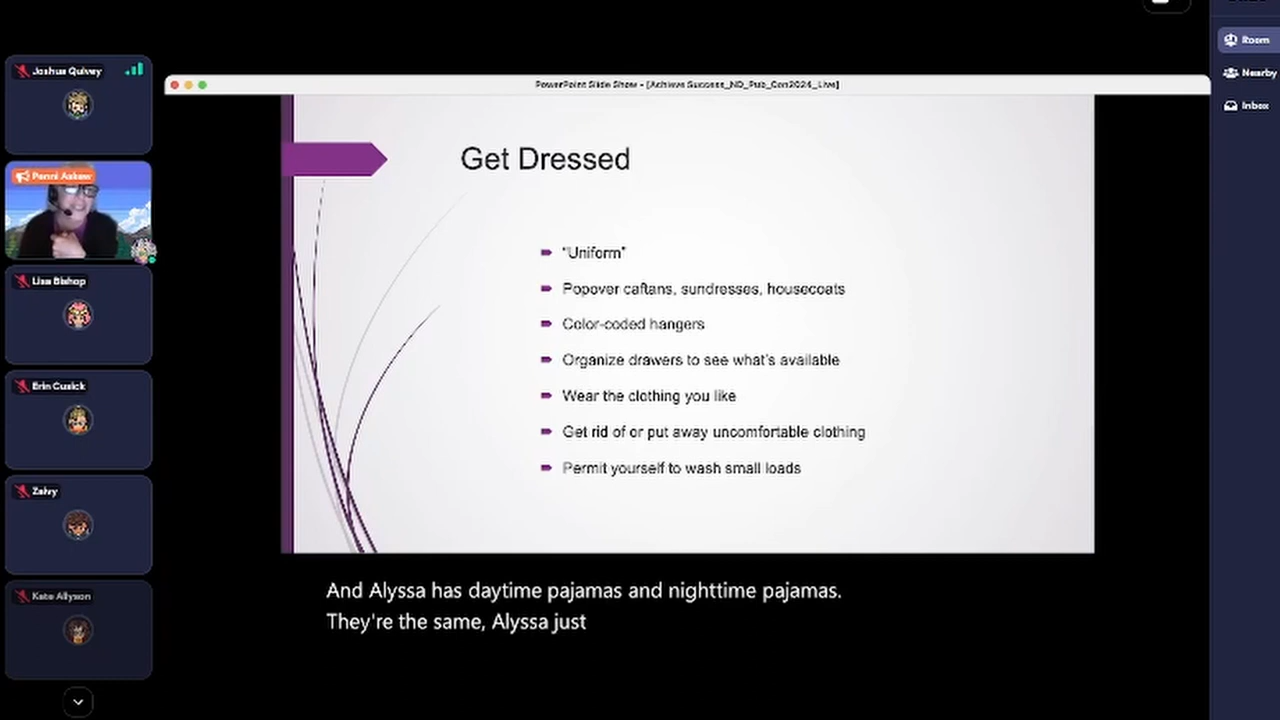 Room
Nearby
Inbox
Joshua Quivey
PowerPoint Slide Show - [Achieve Success_ND_Pub_Con2024_Live]
Penni Askew
Lisa Bishop
Erin Cusick
Zalvy
Kate Allyson
Get Dressed
"Uniform"
Popover caftans, sundresses, housecoats
Color-coded hangers
Organize drawers to see what's available
Wear the clothing you like
Get rid of or put away uncomfortable clothing
Permit yourself to wash small loads
And Alyssa has daytime pajamas and nighttime pajamas.
They're the same, Alyssa just